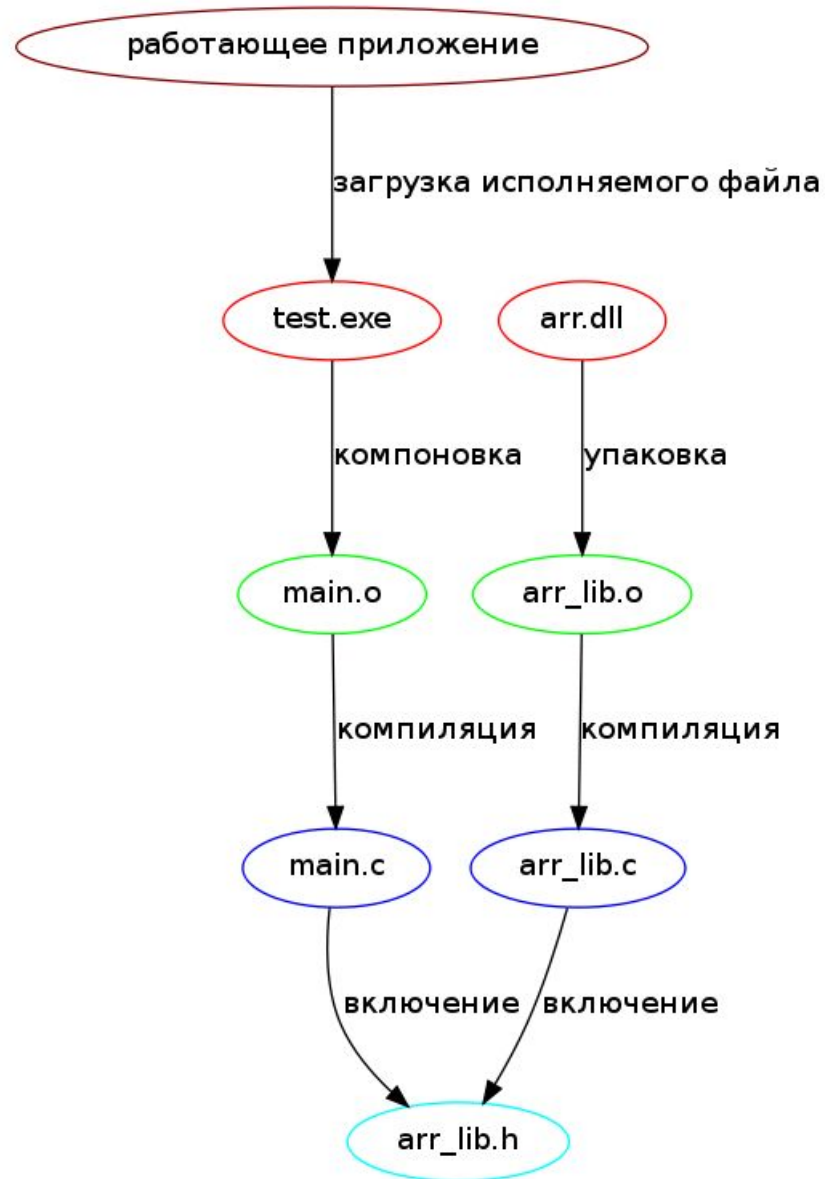 работающее приложение
загрузка исполняемого файла
test.exe
arr.dll
компоновка
упаковка
main.o
arr_lib.o
компиляция
компиляция
main.c
arr_lib.c
включение
включение
arr_lib.h